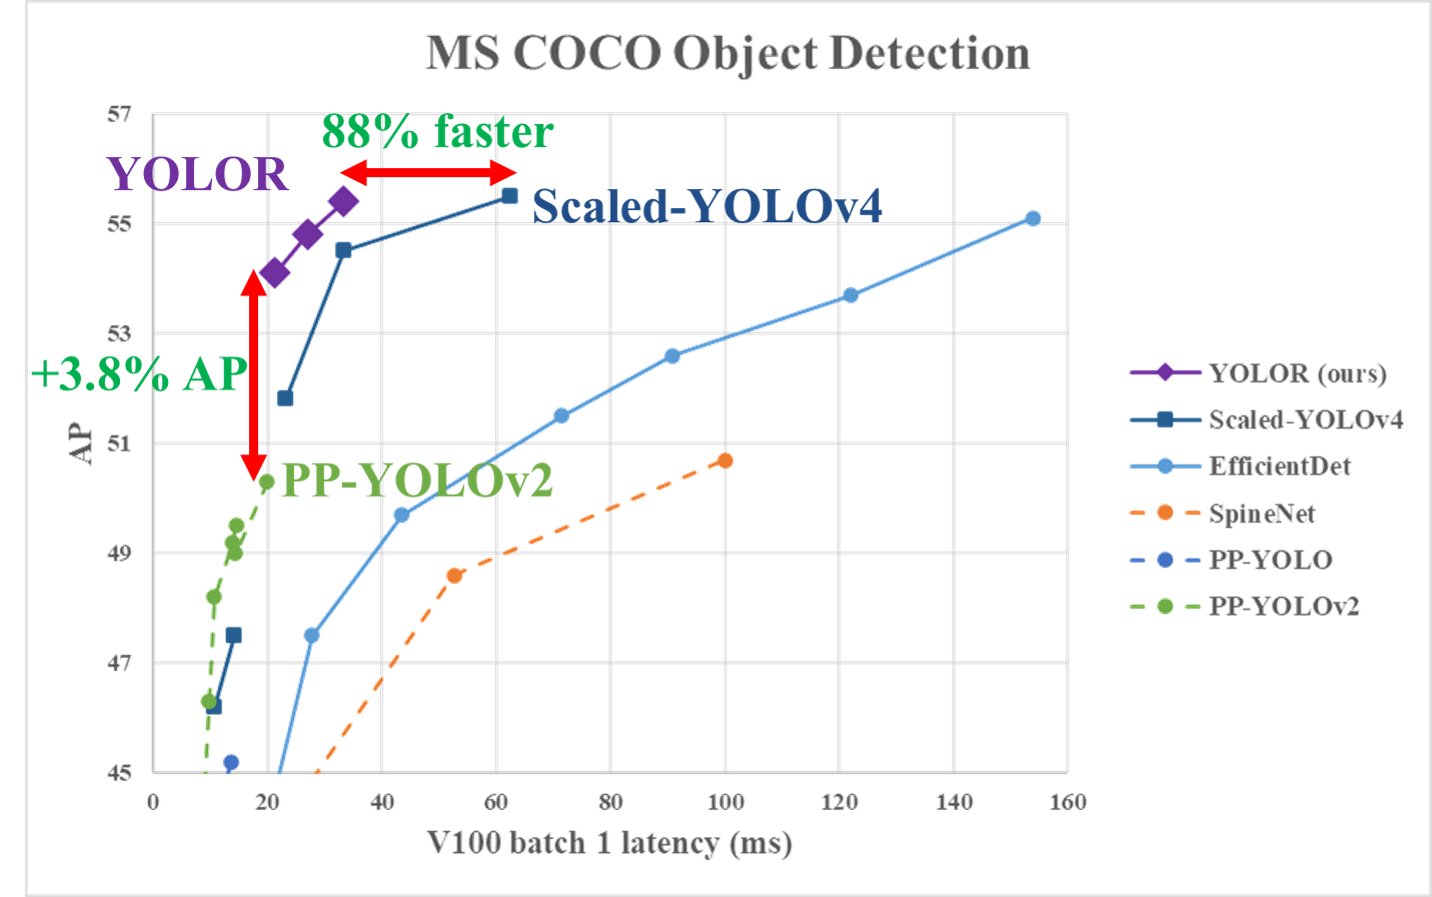 MS COCO Object Detection
57
88% faster
YOLOR
Scaled-YOLOv4
55
53
+3.8% AP
AP
51
PP-YOLOv2
49
47
45
0 20 40 60 80 100 120 140 160
V100 batch 1 latency (ms)
YOLOR (ours)
Scaled-YOLOv4
EfficientDet
SpineNet
PP-YOLO
PP-YOLOv2